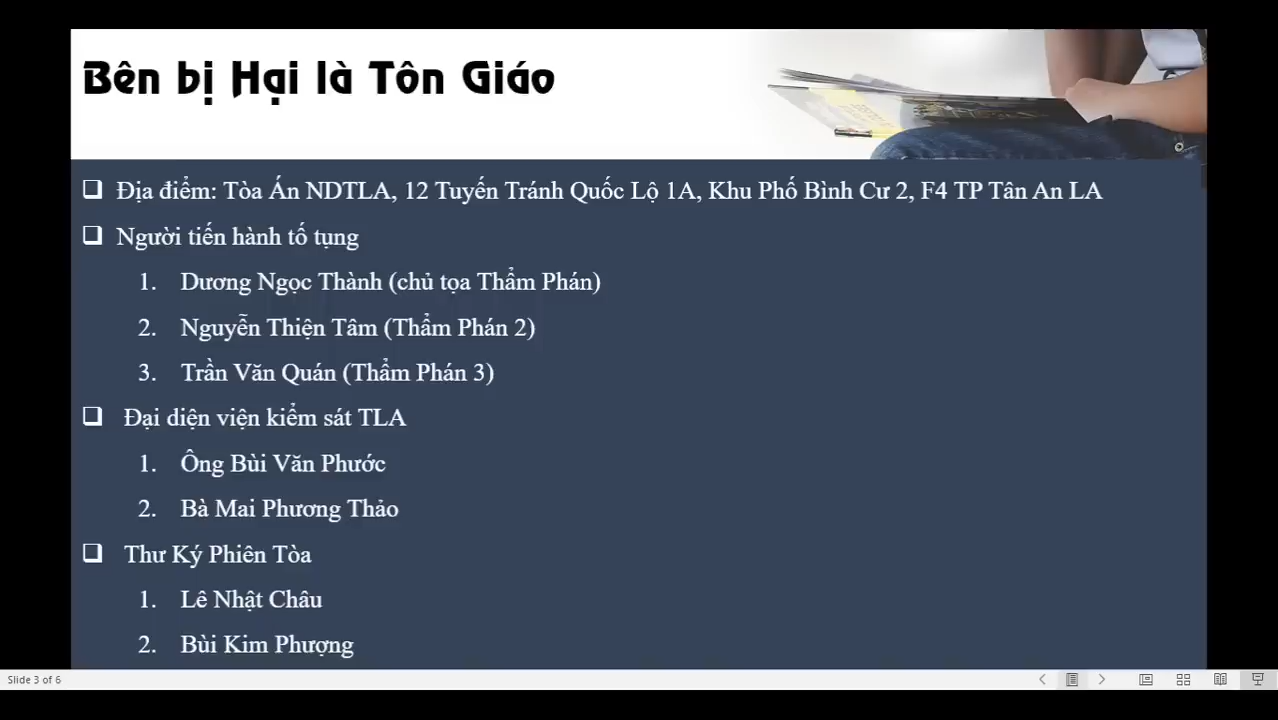 Bên bị Hại là Tôn Giáo
❑ Địa điểm: Tòa Án NDTLA, 12 Tuyến Tránh Quốc Lộ 1A, Khu Phố Bình Cư 2, F4 TP Tân An LA
❑ Người tiến hành tố tụng
1. Dương Ngọc Thành (chủ tọa Thẩm Phán)
2. Nguyễn Thiện Tâm (Thẩm Phán 2)
3. Trần Văn Quán (Thẩm Phán 3)
❑ Đại diện viện kiểm sát TLA
1. Ông Bùi Văn Phước
2. Bà Mai Phương Thảo
❑ Thư Ký Phiên Tòa
1. Lê Nhật Châu
2. Bùi Kim Phượng
Slide 3 of 6